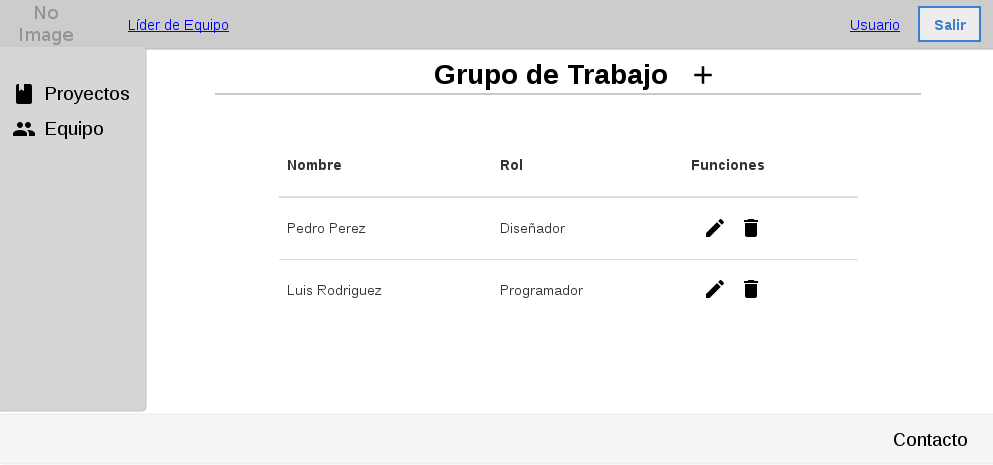 No
Image
Líder de Equipo
Usuario
Salir
Proyectos
Equipo
Grupo de Trabajo +
Nombre Rol Funciones
Pedro Perez Diseñador
Luis Rodriguez Programador
Contacto